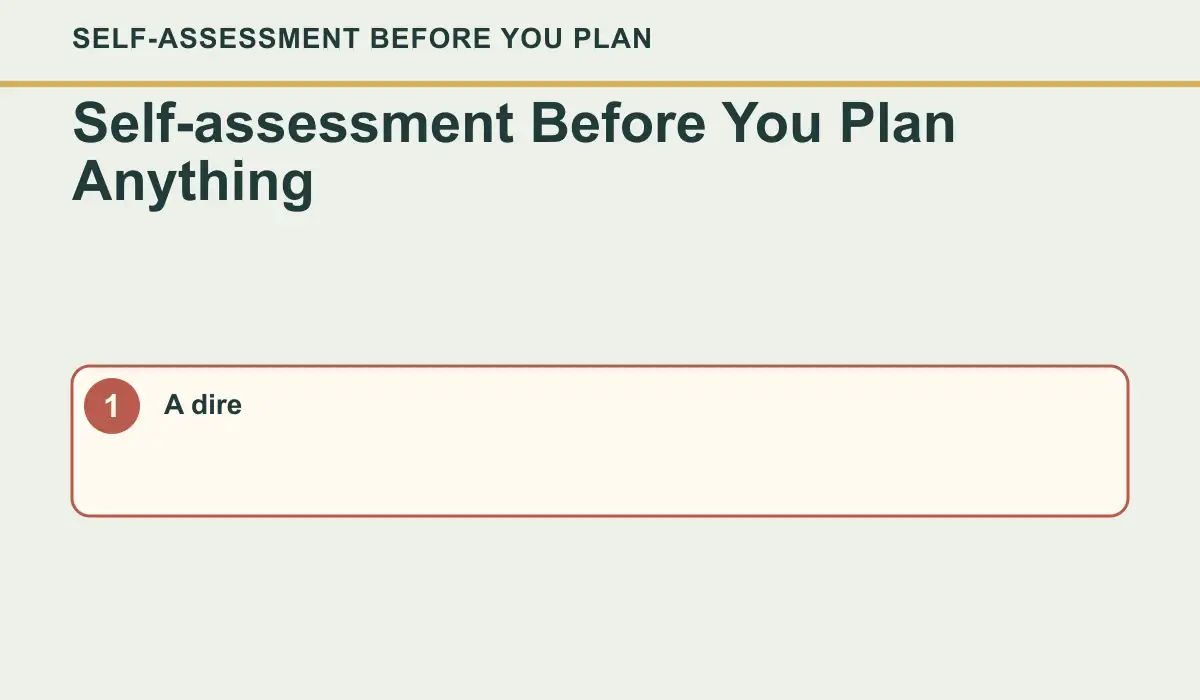 SELF-ASSESSMENT BEFORE YOU PLAN
Self-assessment Before You Plan
Anything
1
A dire